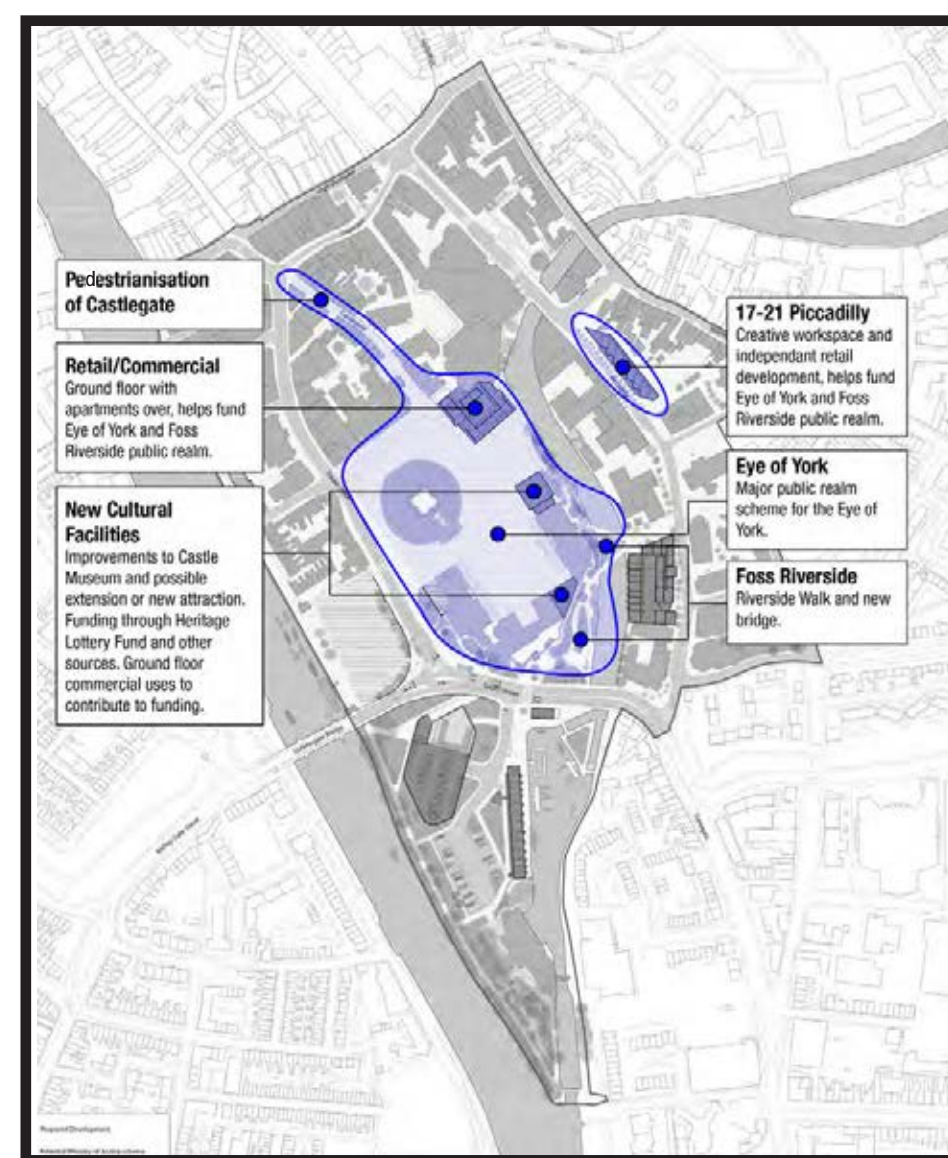 Pedestrianisation
of Castlegate
Retail/Commercial
Ground floor with
apartments over, helps fund
Eye of York and Foss
Riverside public realm.
New Cultural
Facilities
Improvements to Castle
Museum and possible
extension or new attraction.
Funding through Heritage
Lottery Fund and other
sources. Ground floor
commercial uses to
contribute to funding.
17-21 Piccadilly
Creative workspace and
independant retail
development, helps fund
Eye of York and Foss
Riverside public realm.
Eye of York
Major public realm
scheme for the Eye of
York.
Foss Riverside
Riverside Walk and new
bridge.